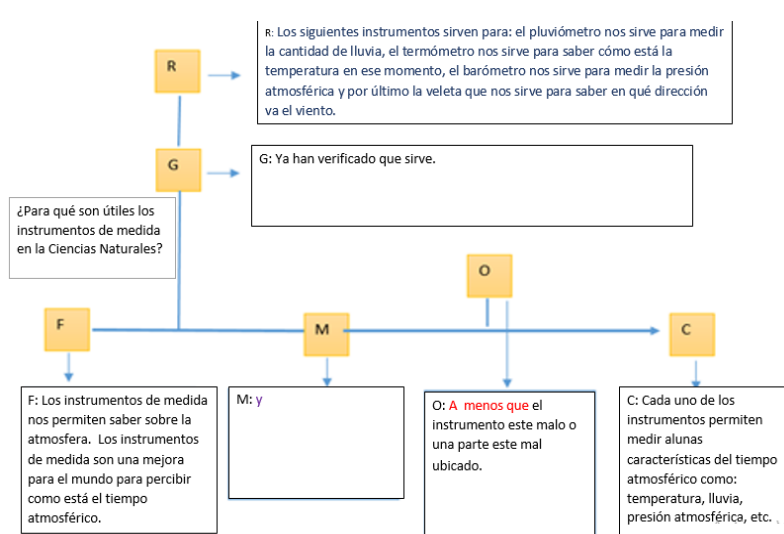 R
R: Los siguientes instrumentos sirven para: el pluviómetro nos sirve para medir
la cantidad de lluvia, el termómetro nos sirve para saber cómo está la
temperatura en ese momento, el barómetro nos sirve para medir la presión
atmosférica y por último la veleta que nos sirve para saber en qué dirección
va el viento.
G
G: Ya han verificado que sirve.
¿Para qué son útiles los
instrumentos de medida
en la Ciencias Naturales?
O
F
M
C
F: Los instrumentos de medida
nos permiten saber sobre la
atmosfera. Los instrumentos
de medida son una mejora
para el mundo para percibir
como está el tiempo
atmosférico.
M: y
O: A menos que el
instrumento este malo o
una parte este mal
ubicado.
C: Cada uno de los
instrumentos permiten
medir alunas
características del tiempo
atmosférico como:
temperatura, lluvia,
presión atmosférica, etc.